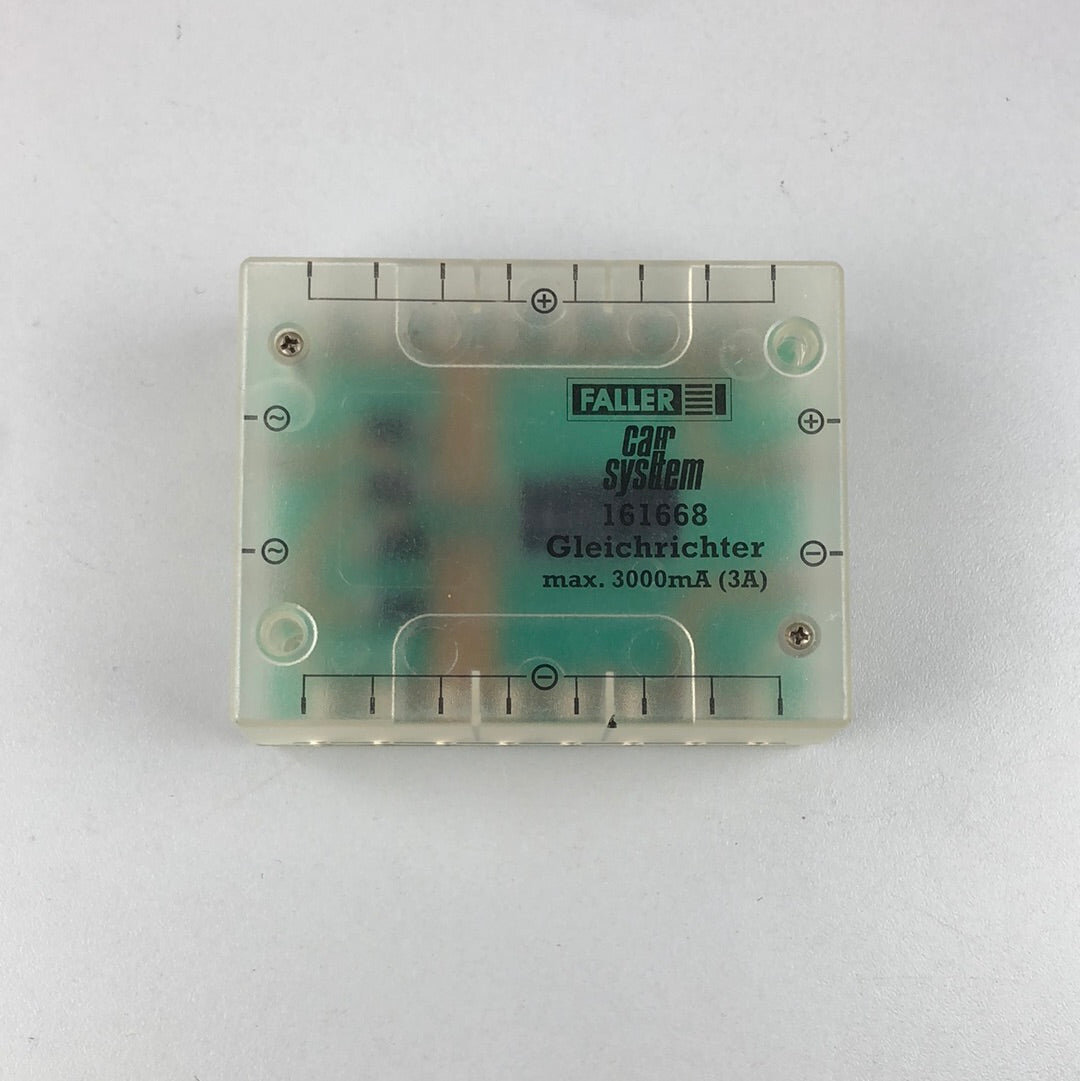 +
~ +
~ -
FALLER
car
system
161668
Gleichrichter
max. 3000mA (3A)
-